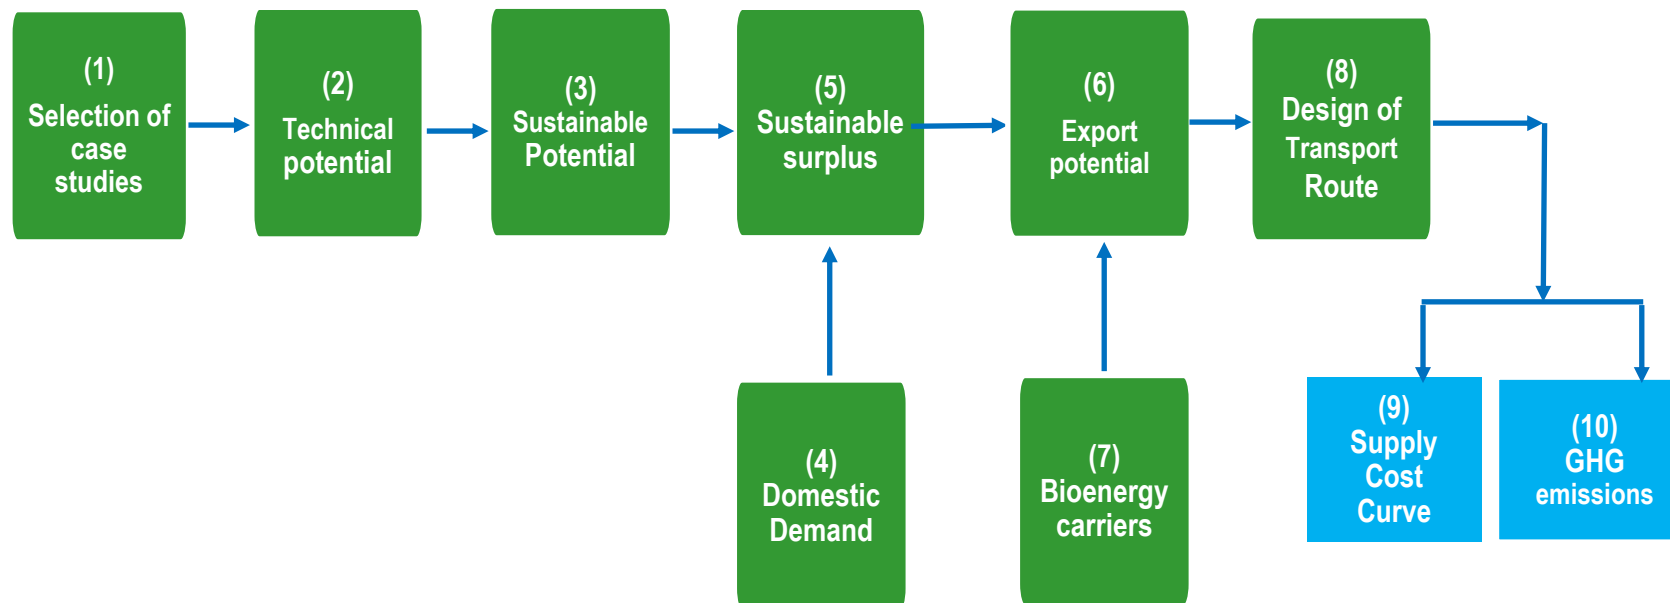 (1)
Selection of
case
studies
(2)
Technical
potential
(3)
Sustainable
Potential
(5)
Sustainable
surplus
(6)
Export
potential
(8)
Design of
Transport
Route
(4)
Domestic
Demand
(7)
Bioenergy
carriers
(9)
Supply
Cost
Curve
(10)
GHG
emissions